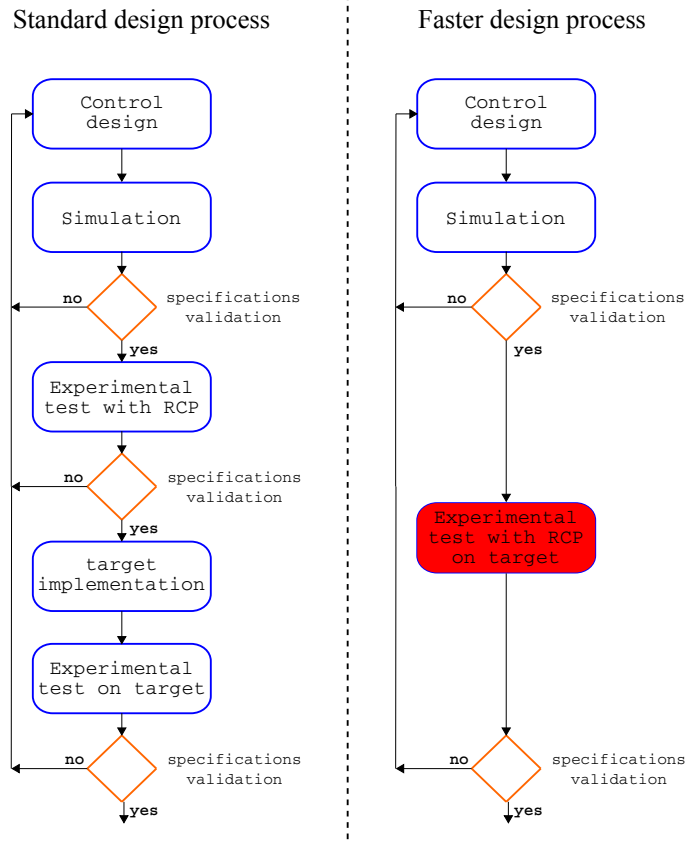 Standard design process
Control
design
Simulation
no
specifications
validation
yes
Experimental
test with RCP
no
specifications
validation
yes
target
implementation
Experimental
test on target
no
specifications
validation
yes
Faster design process
Control
design
Simulation
no
specifications
validation
yes
Experimental
test with RCP
on target
no
specifications
validation
yes